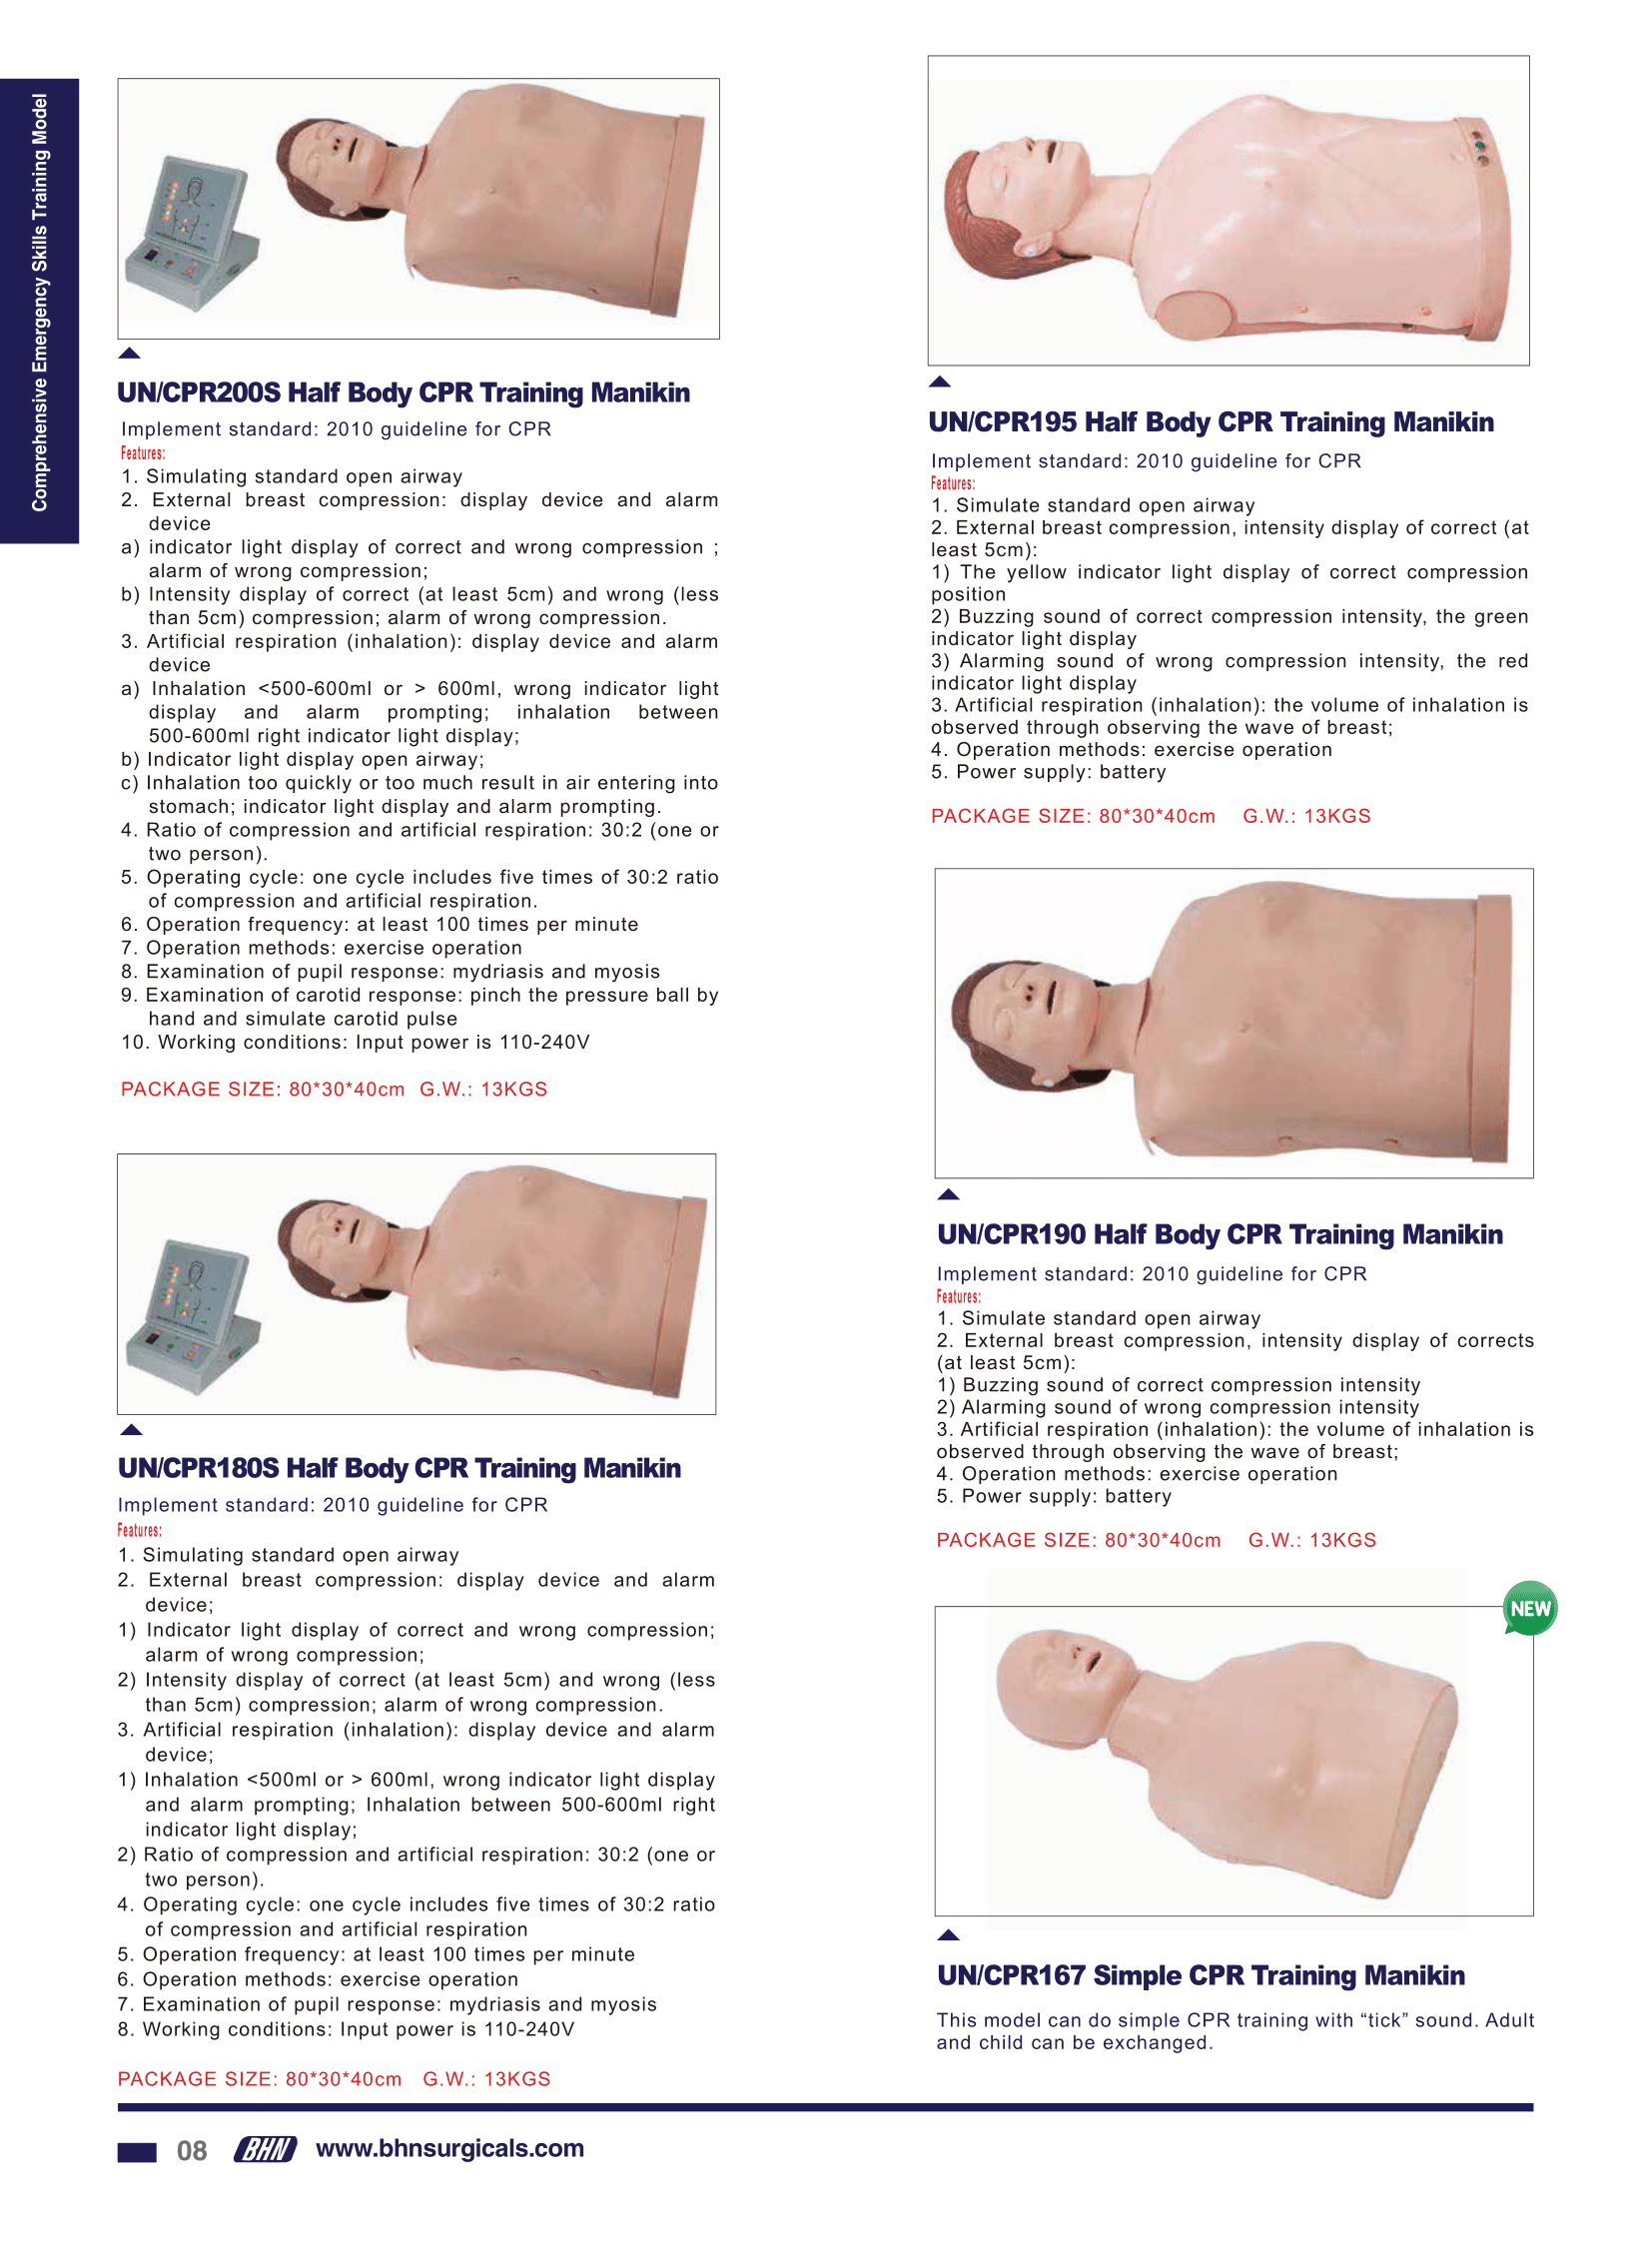 Comprehensive Emergency Skills Training Model
UN/CPR200S Half Body CPR Training Manikin
Implement standard: 2010 guideline for CPR
Features:
1. Simulating standard open airway
2. External breast compression: display device and alarm
device
a) indicator light display of correct and wrong compression ;
alarm of wrong compression;
b) Intensity display of correct (at least 5cm) and wrong (less
than 5cm) compression; alarm of wrong compression.
3. Artificial respiration (inhalation): display device and alarm
device
a) Inhalation <500-600ml or > 600ml, wrong indicator light
display and alarm prompting; inhalation between
500-600ml right indicator light display;
b) Indicator light display open airway;
c) Inhalation too quickly or too much result in air entering into
stomach; indicator light display and alarm prompting.
4. Ratio of compression and artificial respiration: 30:2 (one or
two person).
5. Operating cycle: one cycle includes five times of 30:2 ratio
of compression and artificial respiration.
6. Operation frequency: at least 100 times per minute
7. Operation methods: exercise operation
8. Examination of pupil response: mydriasis and myosis
9. Examination of carotid response: pinch the pressure ball by
hand and simulate carotid pulse
10. Working conditions: Input power is 110-240V
PACKAGE SIZE: 80*30*40cm G.W.: 13KGS
UN/CPR180S Half Body CPR Training Manikin
Implement standard: 2010 guideline for CPR
Features:
1. Simulating standard open airway
2. External breast compression: display device and alarm
device;
1) Indicator light display of correct and wrong compression;
alarm of wrong compression;
2) Intensity display of correct (at least 5cm) and wrong (less
than 5cm) compression; alarm of wrong compression.
3. Artificial respiration (inhalation): display device and alarm
device;
1) Inhalation <500ml or > 600ml, wrong indicator light display
and alarm prompting; Inhalation between 500-600ml right
indicator light display;
2) Ratio of compression and artificial respiration: 30:2 (one or
two person).
4. Operating cycle: one cycle includes five times of 30:2 ratio
of compression and artificial respiration
5. Operation frequency: at least 100 times per minute
6. Operation methods: exercise operation
7. Examination of pupil response: mydriasis and myosis
8. Working conditions: Input power is 110-240V
PACKAGE SIZE: 80*30*40cm G.W.: 13KGS
UN/CPR195 Half Body CPR Training Manikin
Implement standard: 2010 guideline for CPR
Features:
1. Simulate standard open airway
2. External breast compression, intensity display of correct (at
least 5cm):
1) The yellow indicator light display of correct compression
position
2) Buzzing sound of correct compression intensity, the green
indicator light display
3) Alarming sound of wrong compression intensity, the red
indicator light display
3. Artificial respiration (inhalation): the volume of inhalation is
observed through observing the wave of breast;
4. Operation methods: exercise operation
5. Power supply: battery
PACKAGE SIZE: 80*30*40cm G.W.: 13KGS
UN/CPR190 Half Body CPR Training Manikin
Implement standard: 2010 guideline for CPR
Features:
1. Simulate standard open airway
2. External breast compression, intensity display of corrects
(at least 5cm):
1) Buzzing sound of correct compression intensity
2) Alarming sound of wrong compression intensity
3. Artificial respiration (inhalation): the volume of inhalation is
observed through observing the wave of breast;
4. Operation methods: exercise operation
5. Power supply: battery
PACKAGE SIZE: 80*30*40cm G.W.: 13KGS
NEW
UN/CPR167 Simple CPR Training Manikin
This model can do simple CPR training with “tick” sound. Adult
and child can be exchanged.
08 BHN www.bhnsurgicals.com